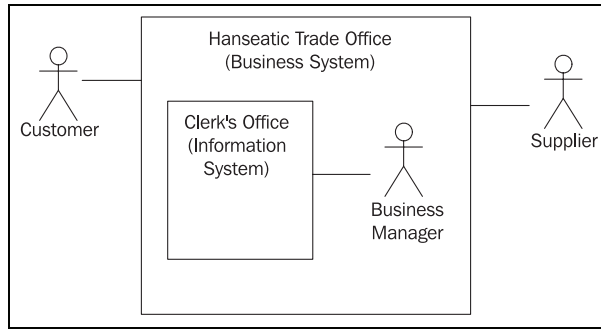 Hanseatic Trade Office
(Business System)
Customer
Clerk's Office
(Information
System)
Business
Manager
Supplier